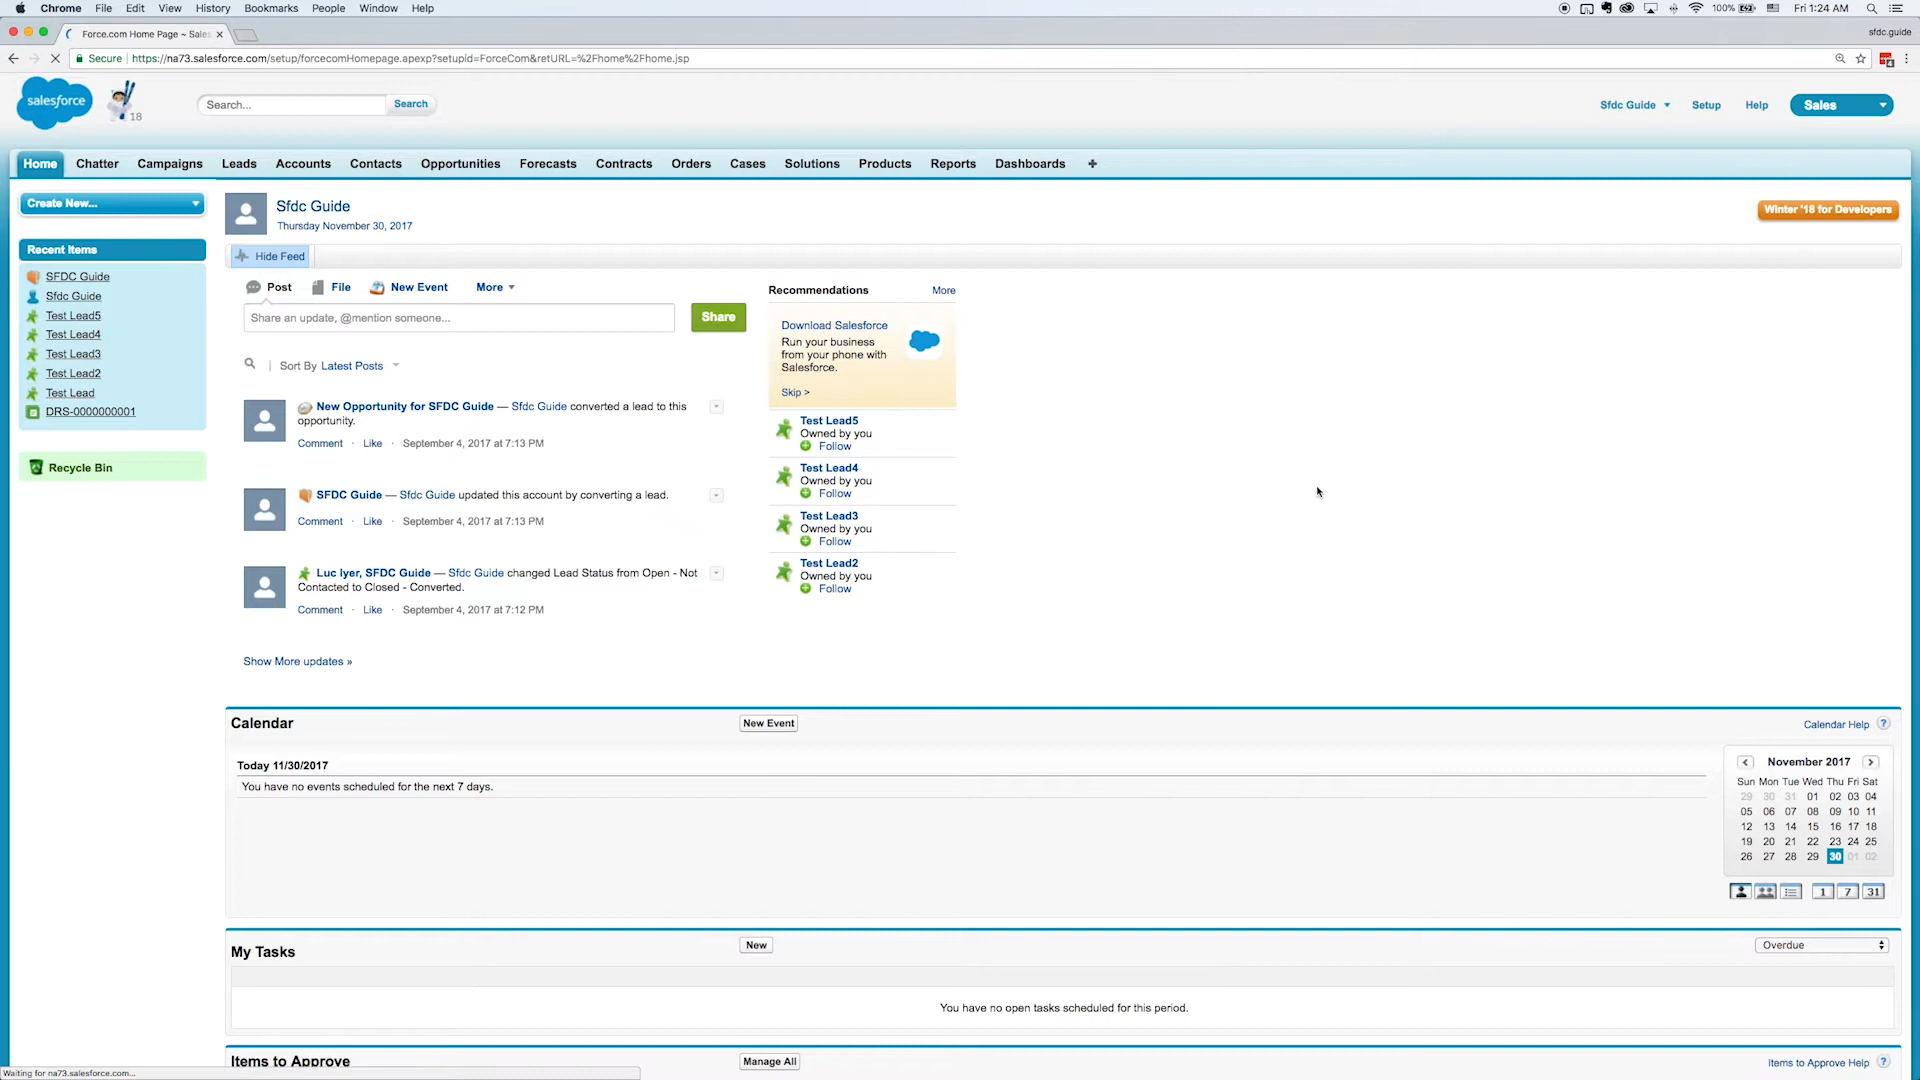 Chrome File Edit View History Bookmarks People Window Help 100% Fri 1:24 AM
Force.com Home Page ~ Sales sfdc.guide
Secure https://na73.salesforce.com/setup/forcecomHomepage.apexp?setupid=ForceCom&retURL=%2Fhome%2Fhome.jsp
salesforce 18 Search... Search Sfdc Guide Setup Help Sales
Home Chatter Campaigns Leads Accounts Contacts Opportunities Forecasts Contracts Orders Cases Solutions Products Reports Dashboards +
Create New...
Recent Items
SFDC Guide
Sfdc Guide
Test Lead5
Test Lead4
Test Lead3
Test Lead2
Test Lead
DRS-0000000001
Recycle Bin
Sfdc Guide
Thursday November 30, 2017
Winter '18 for Developers
Hide Feed
Post File New Event More
Share an update, @mention someone... Share
Sort By Latest Posts
New Opportunity for SFDC Guide — Sfdc Guide converted a lead to this
opportunity.
Comment · Like · September 4, 2017 at 7:13 PM
SFDC Guide — Sfdc Guide updated this account by converting a lead.
Comment · Like · September 4, 2017 at 7:13 PM
Luc Iyer, SFDC Guide — Sfdc Guide changed Lead Status from Open - Not
Contacted to Closed - Converted.
Comment · Like · September 4, 2017 at 7:12 PM
Show More updates »
Recommendations More
Download Salesforce
Run your business
from your phone with
Salesforce.
Skip >
Test Lead5
Owned by you
Follow
Test Lead4
Owned by you
Follow
Test Lead3
Owned by you
Follow
Test Lead2
Owned by you
Follow
Calendar New Event Calendar Help ?
Today 11/30/2017
You have no events scheduled for the next 7 days.
November 2017
Sun Mon Tue Wed Thu Fri Sat
29 30 31 01 02 03 04
05 06 07 08 09 10 11
12 13 14 15 16 17 18
19 20 21 22 23 24 25
26 27 28 29 30 01 02
1 7 31
My Tasks New Overdue
You have no open tasks scheduled for this period.
Items to Approve Manage All Items to Approve Help ?
Waiting for na73.salesforce.com...